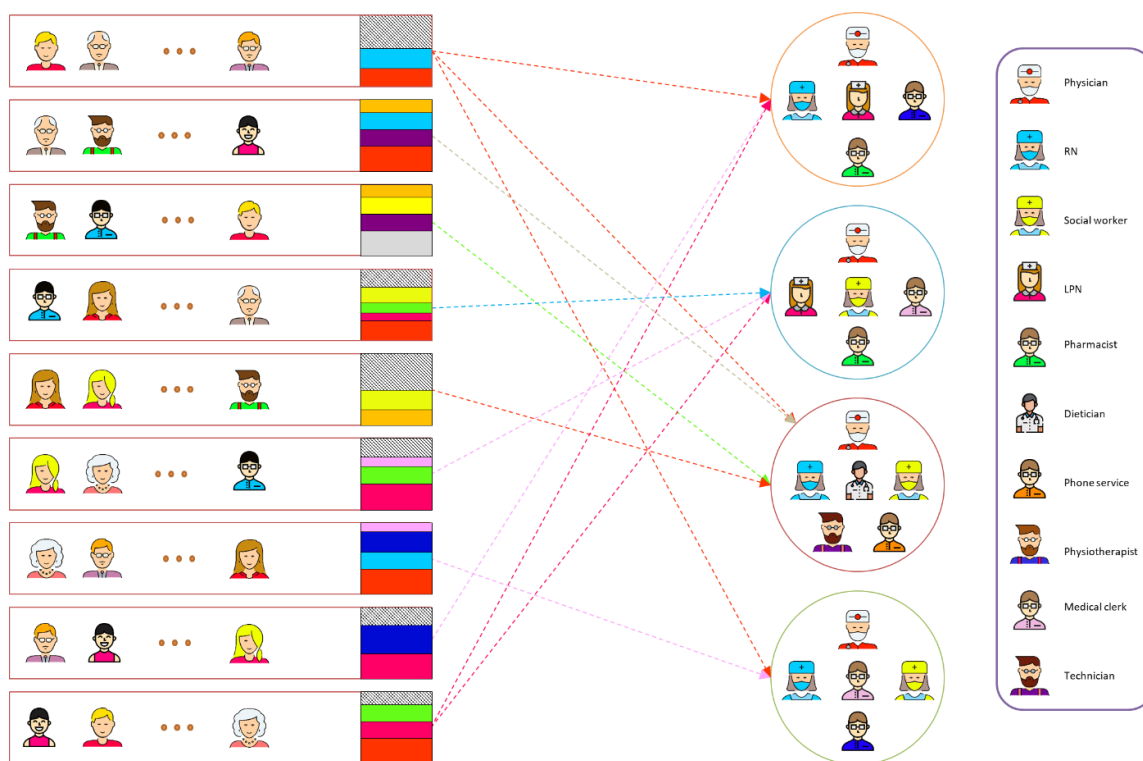 Physician
RN
Social worker
LPN
Pharmacist
Dietician
Phone service
Physiotherapist
Medical clerk
Technician